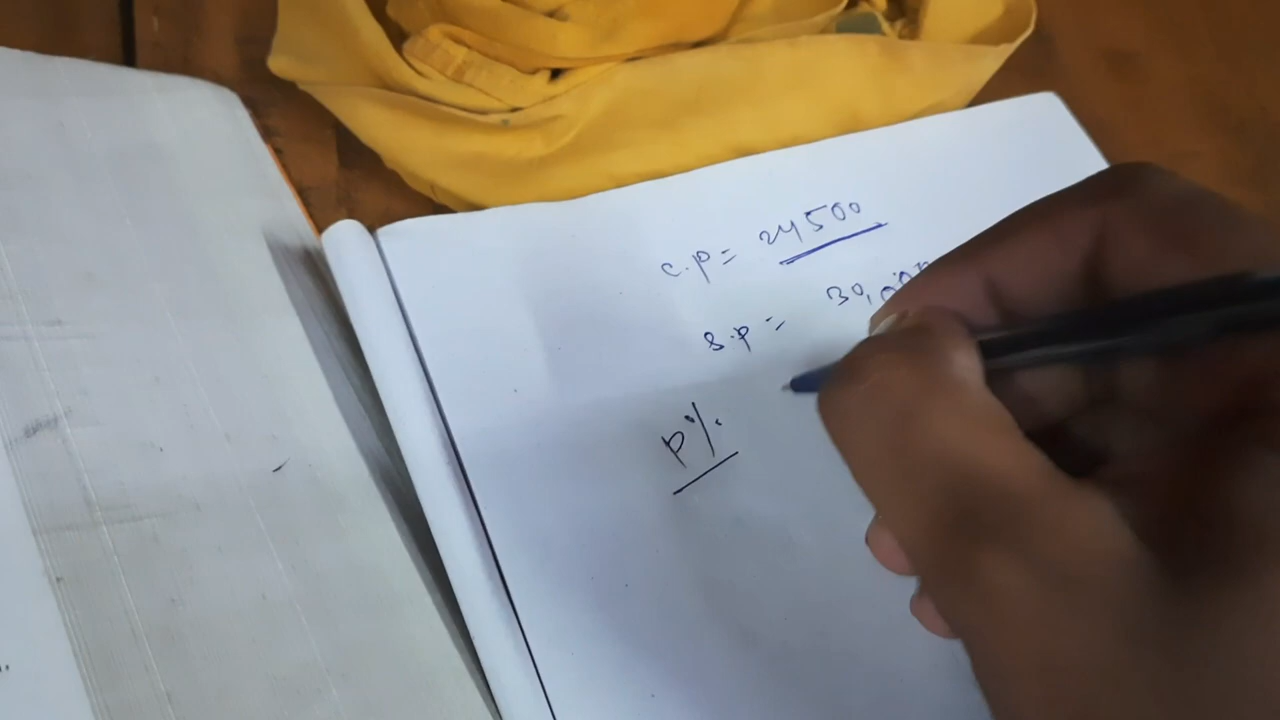 c.p = 24500
s.p = 30,000
p%